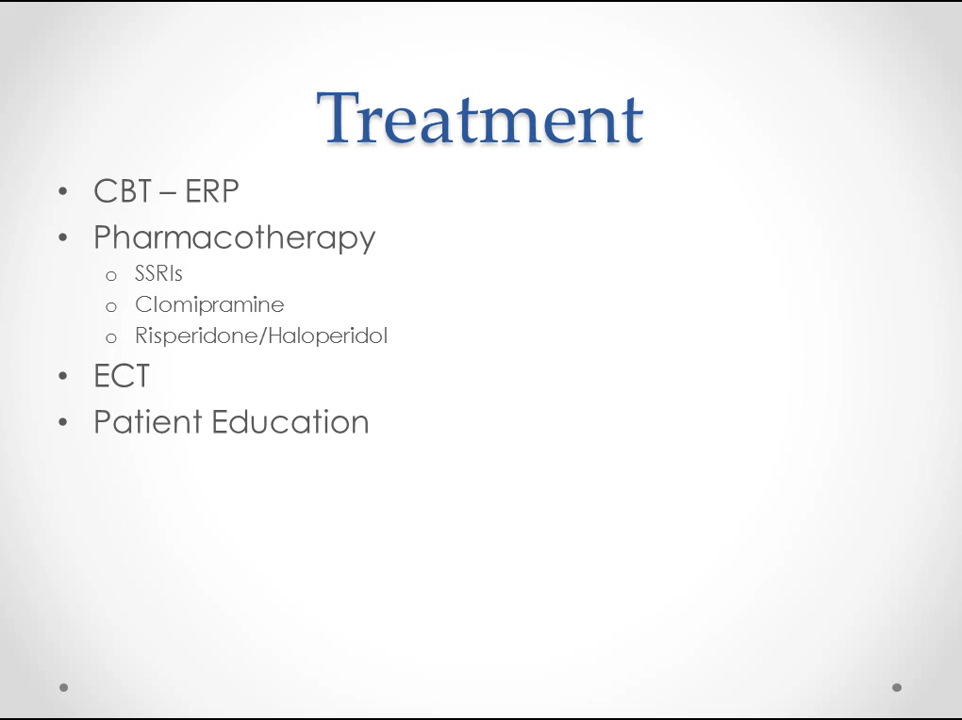 Treatment
• CBT – ERP
• Pharmacotherapy
o SSRIs
o Clomipramine
o Risperidone/Haloperidol
• ECT
• Patient Education